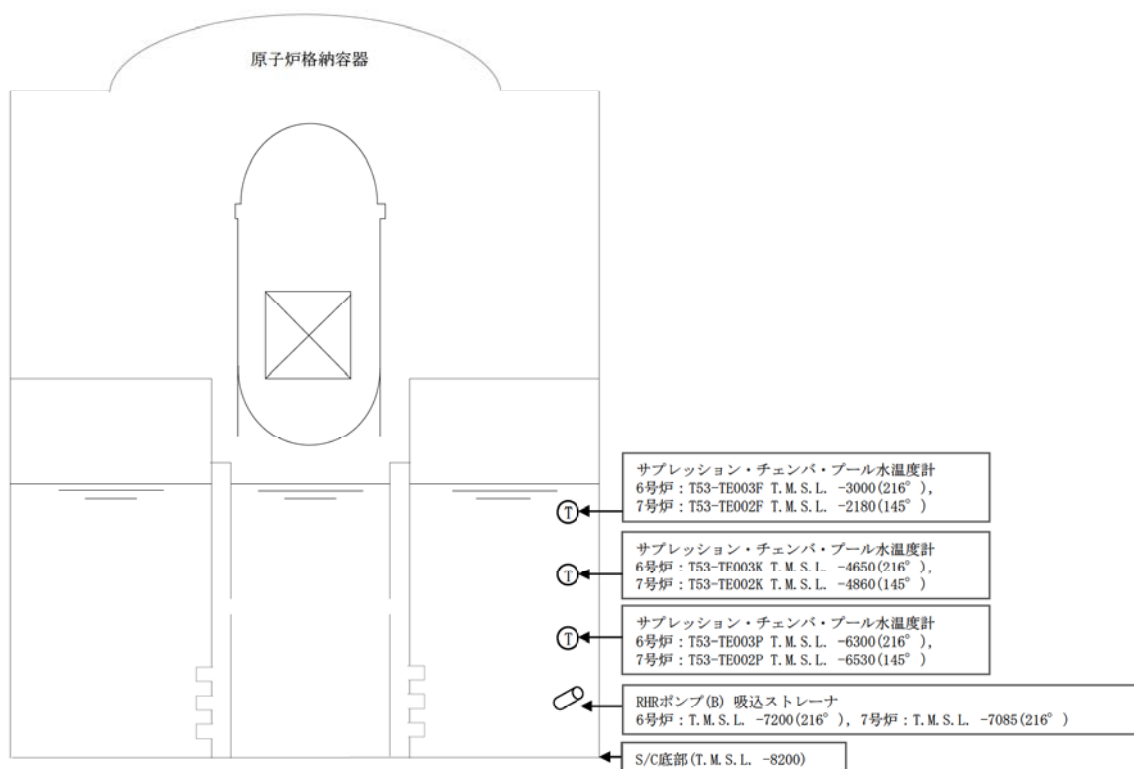 原子炉格納容器
サプレッション・チェンバ・プール水温度計
6号炉：T53-TE003F T.M.S.L. -3000(216°),
7号炉：T53-TE002F T.M.S.L. -2180(145°)
T
サプレッション・チェンバ・プール水温度計
6号炉：T53-TE003K T.M.S.L. -4650(216°),
7号炉：T53-TE002K T.M.S.L. -4860(145°)
T
サプレッション・チェンバ・プール水温度計
6号炉：T53-TE003P T.M.S.L. -6300(216°),
7号炉：T53-TE002P T.M.S.L. -6530(145°)
T
RHRポンプ(B) 吸込ストレーナ
6号炉：T.M.S.L. -7200(216°), 7号炉：T.M.S.L. -7085(216°)
S/C底部(T.M.S.L. -8200)